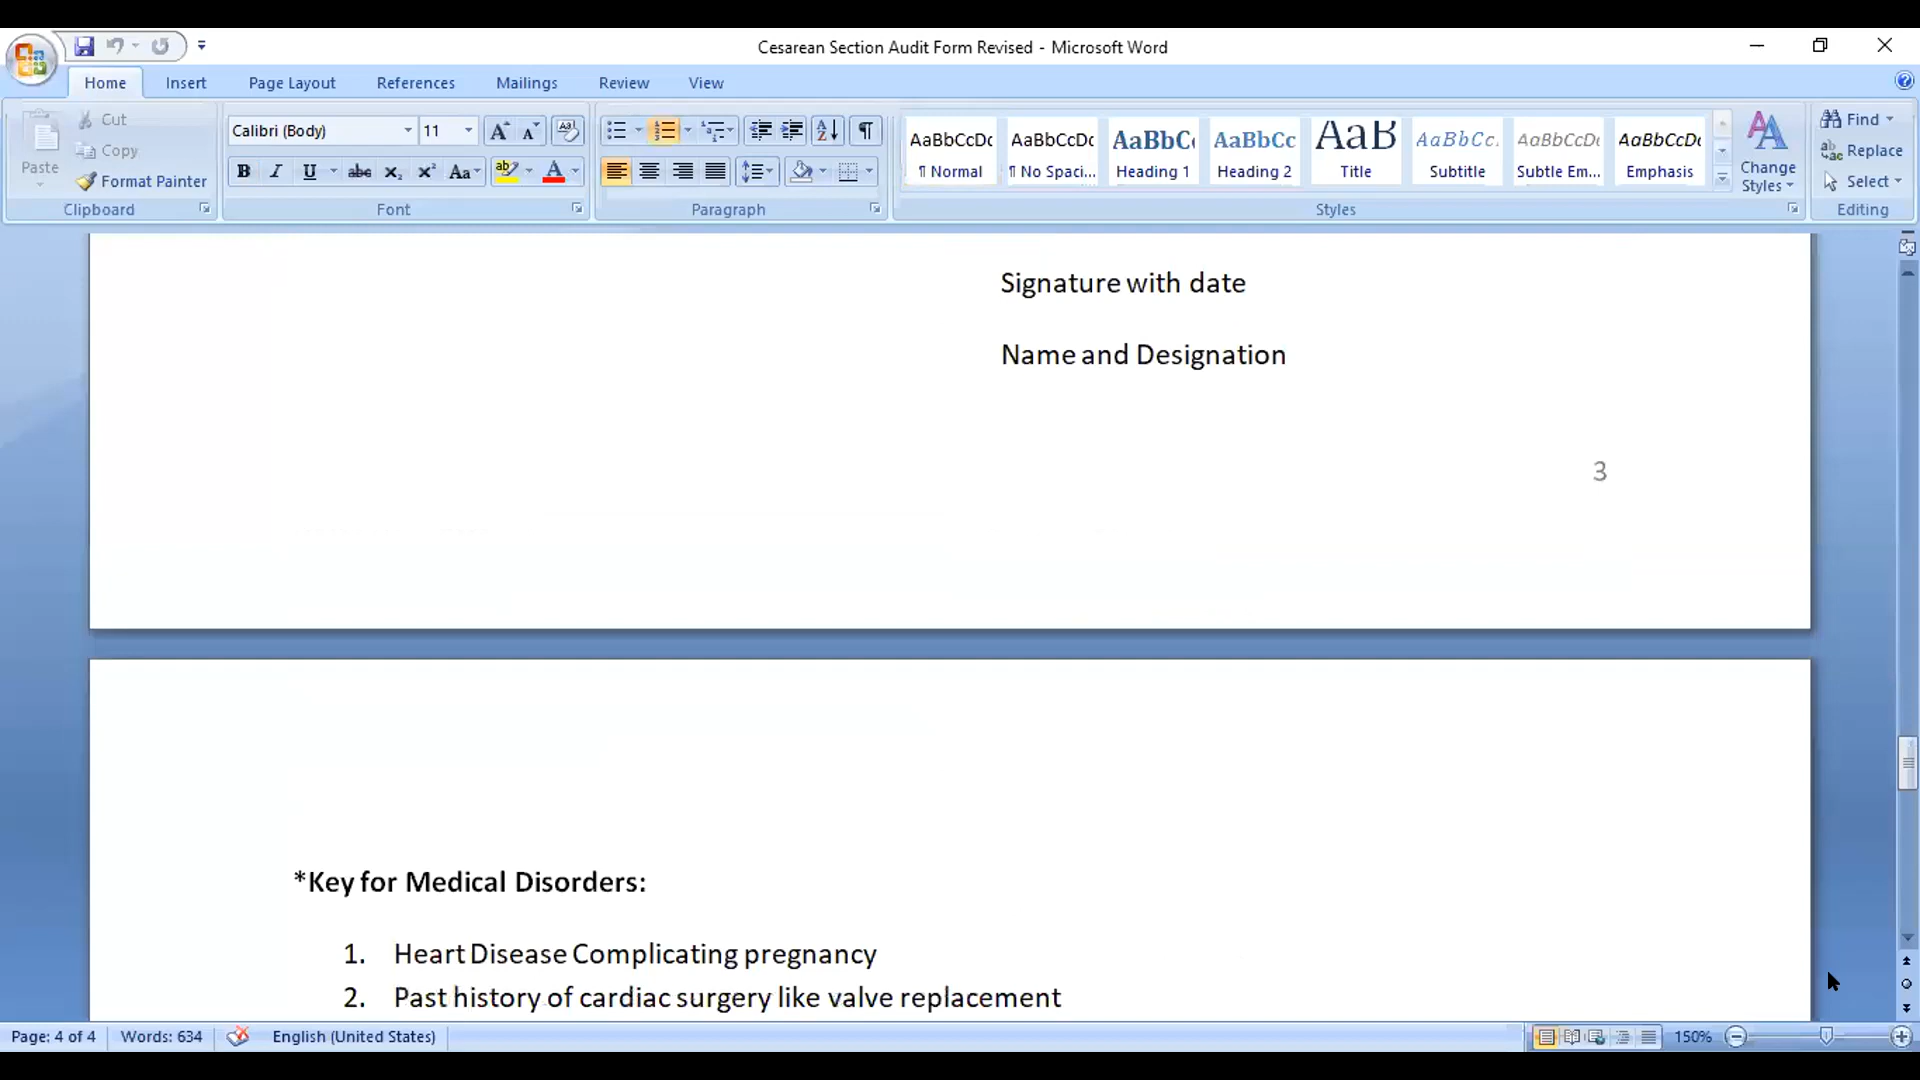 Cesarean Section Audit Form Revised - Microsoft Word
Home Insert Page Layout References Mailings Review View
Paste
Cut
Copy
Format Painter
Clipboard
Calibri (Body) 11
Font
Paragraph
AaBbCcDc AaBbCcDc AaBbC AaBbCc AaB AaBbCc. AaBbCcDc AaBbCcDc
¶ Normal ¶ No Spaci... Heading 1 Heading 2 Title Subtitle Subtle Em... Emphasis
Change Styles
Styles
Find
Replace
Select
Editing
Signature with date
Name and Designation
3
*Key for Medical Disorders:
1. Heart Disease Complicating pregnancy
2. Past history of cardiac surgery like valve replacement
Page: 4 of 4 Words: 634 English (United States) 150%